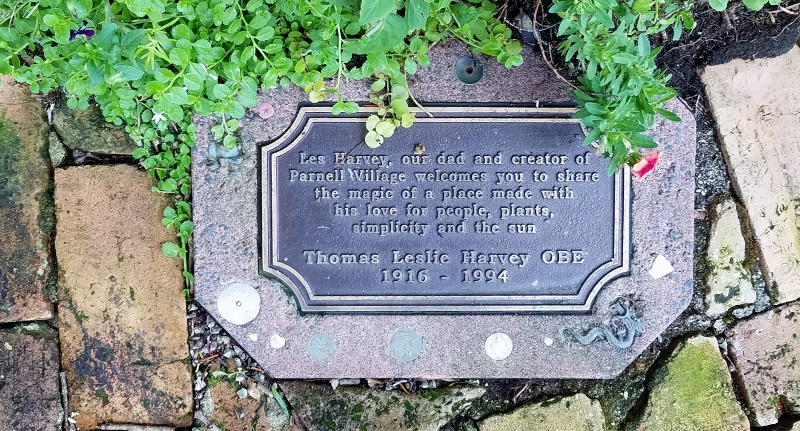 Les Harvey, our dad and creator of
Parnell Village welcomes you to share
the magic of a place made with
his love for people, plants,
simplicity and the sun
Thomas Leslie Harvey OBE
1916 - 1994